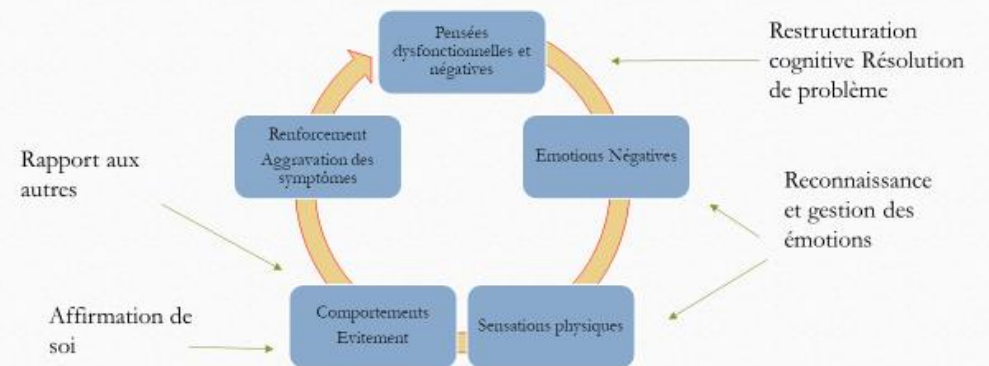 Pensées
dysfonctionnelles et
négatives
Restructuration
cognitive Résolution
de problème
Renforcement
Aggravation des
symptômes
Emotions Négatives
Rapport aux
autres
Reconnaissance
et gestion des
émotions
Comportements
Evitement
Sensations physiques
Affirmation de
soi